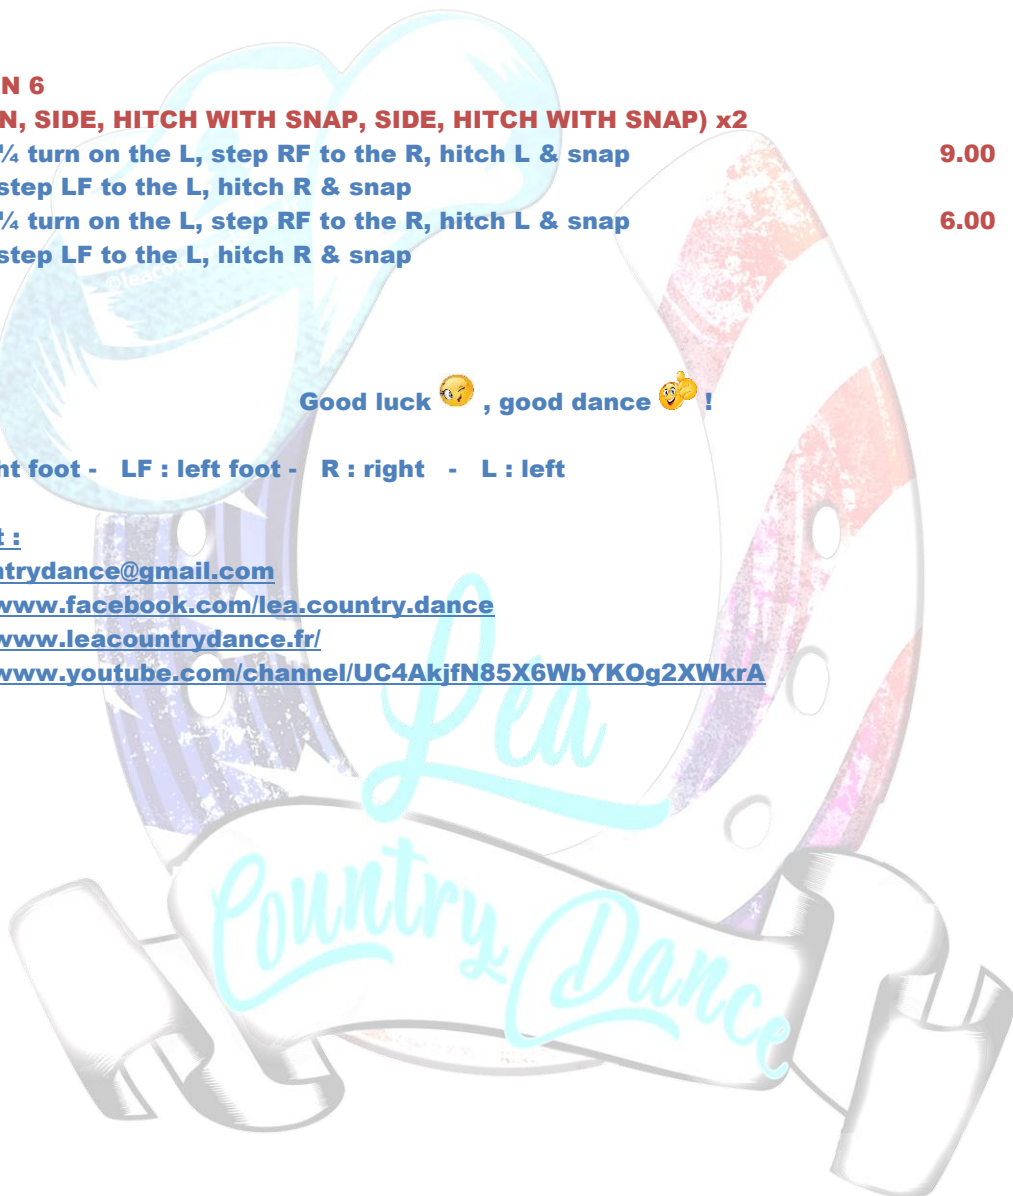 N 6
N, SIDE, HITCH WITH SNAP, SIDE, HITCH WITH SNAP) x2
¼ turn on the L, step RF to the R, hitch L & snap 9.00
step LF to the L, hitch R & snap
¼ turn on the L, step RF to the R, hitch L & snap 6.00
step LF to the L, hitch R & snap
Good luck , good dance !
ht foot - LF : left foot - R : right - L : left
t :
ntrydance@gmail.com
www.facebook.com/lea.country.dance
www.leacountrydance.fr/
www.youtube.com/channel/UC4AkjfN85X6WbYKOg2XWkrA
Lea
Country Dance